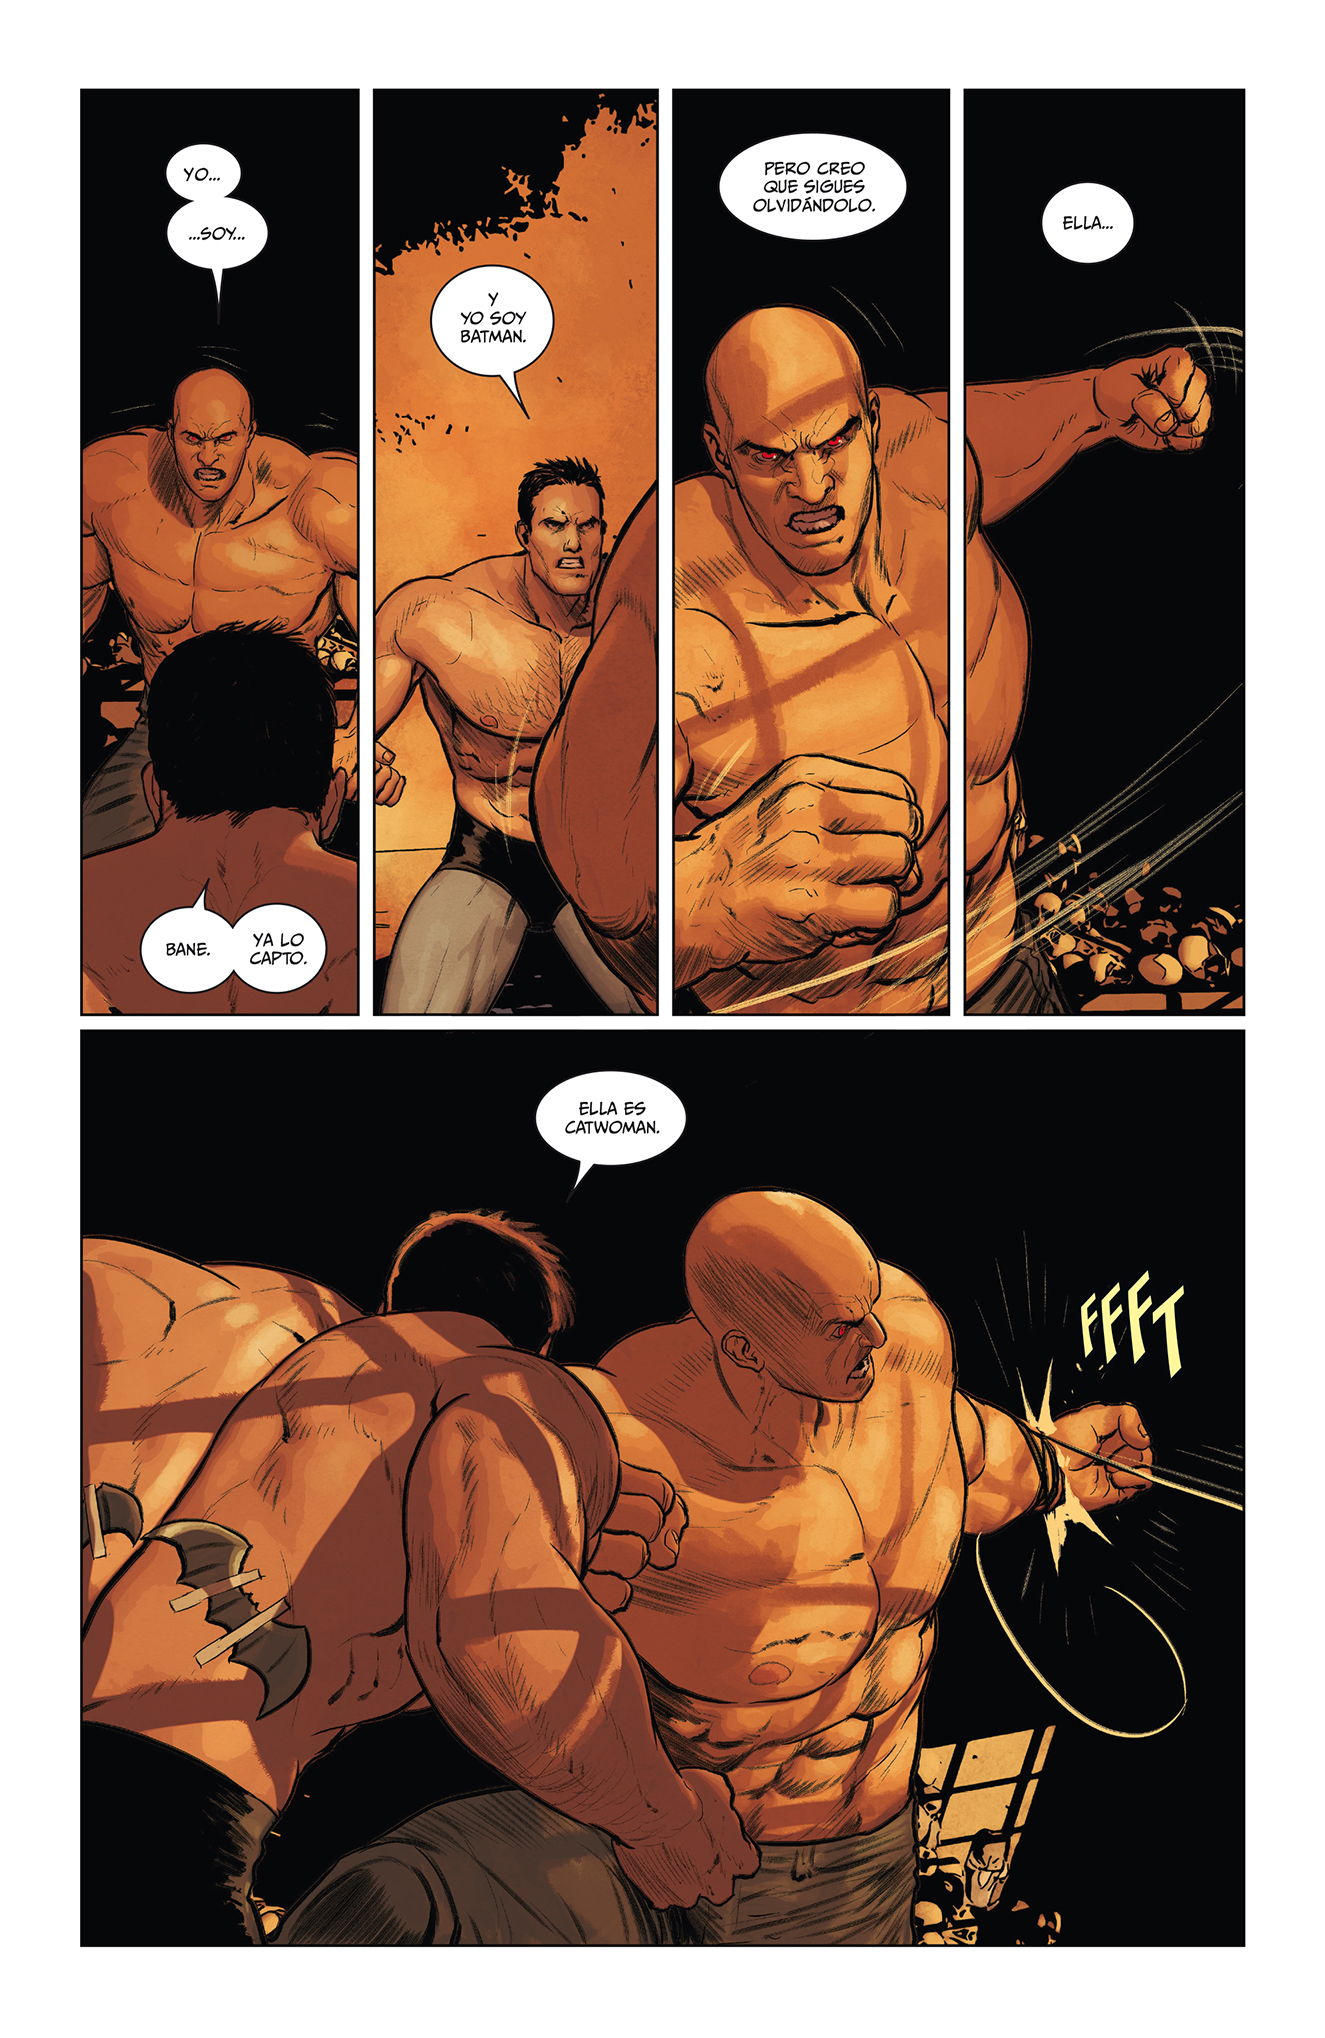 YO...
...SOY...
BANE.
YA LO
CAPTO.
Y
YO SOY
BATMAN.
PERO CREO
QUE SIGUES
OLVIDÁNDOLO.
ELLA...
ELLA ES
CATWOMAN.
FFFT